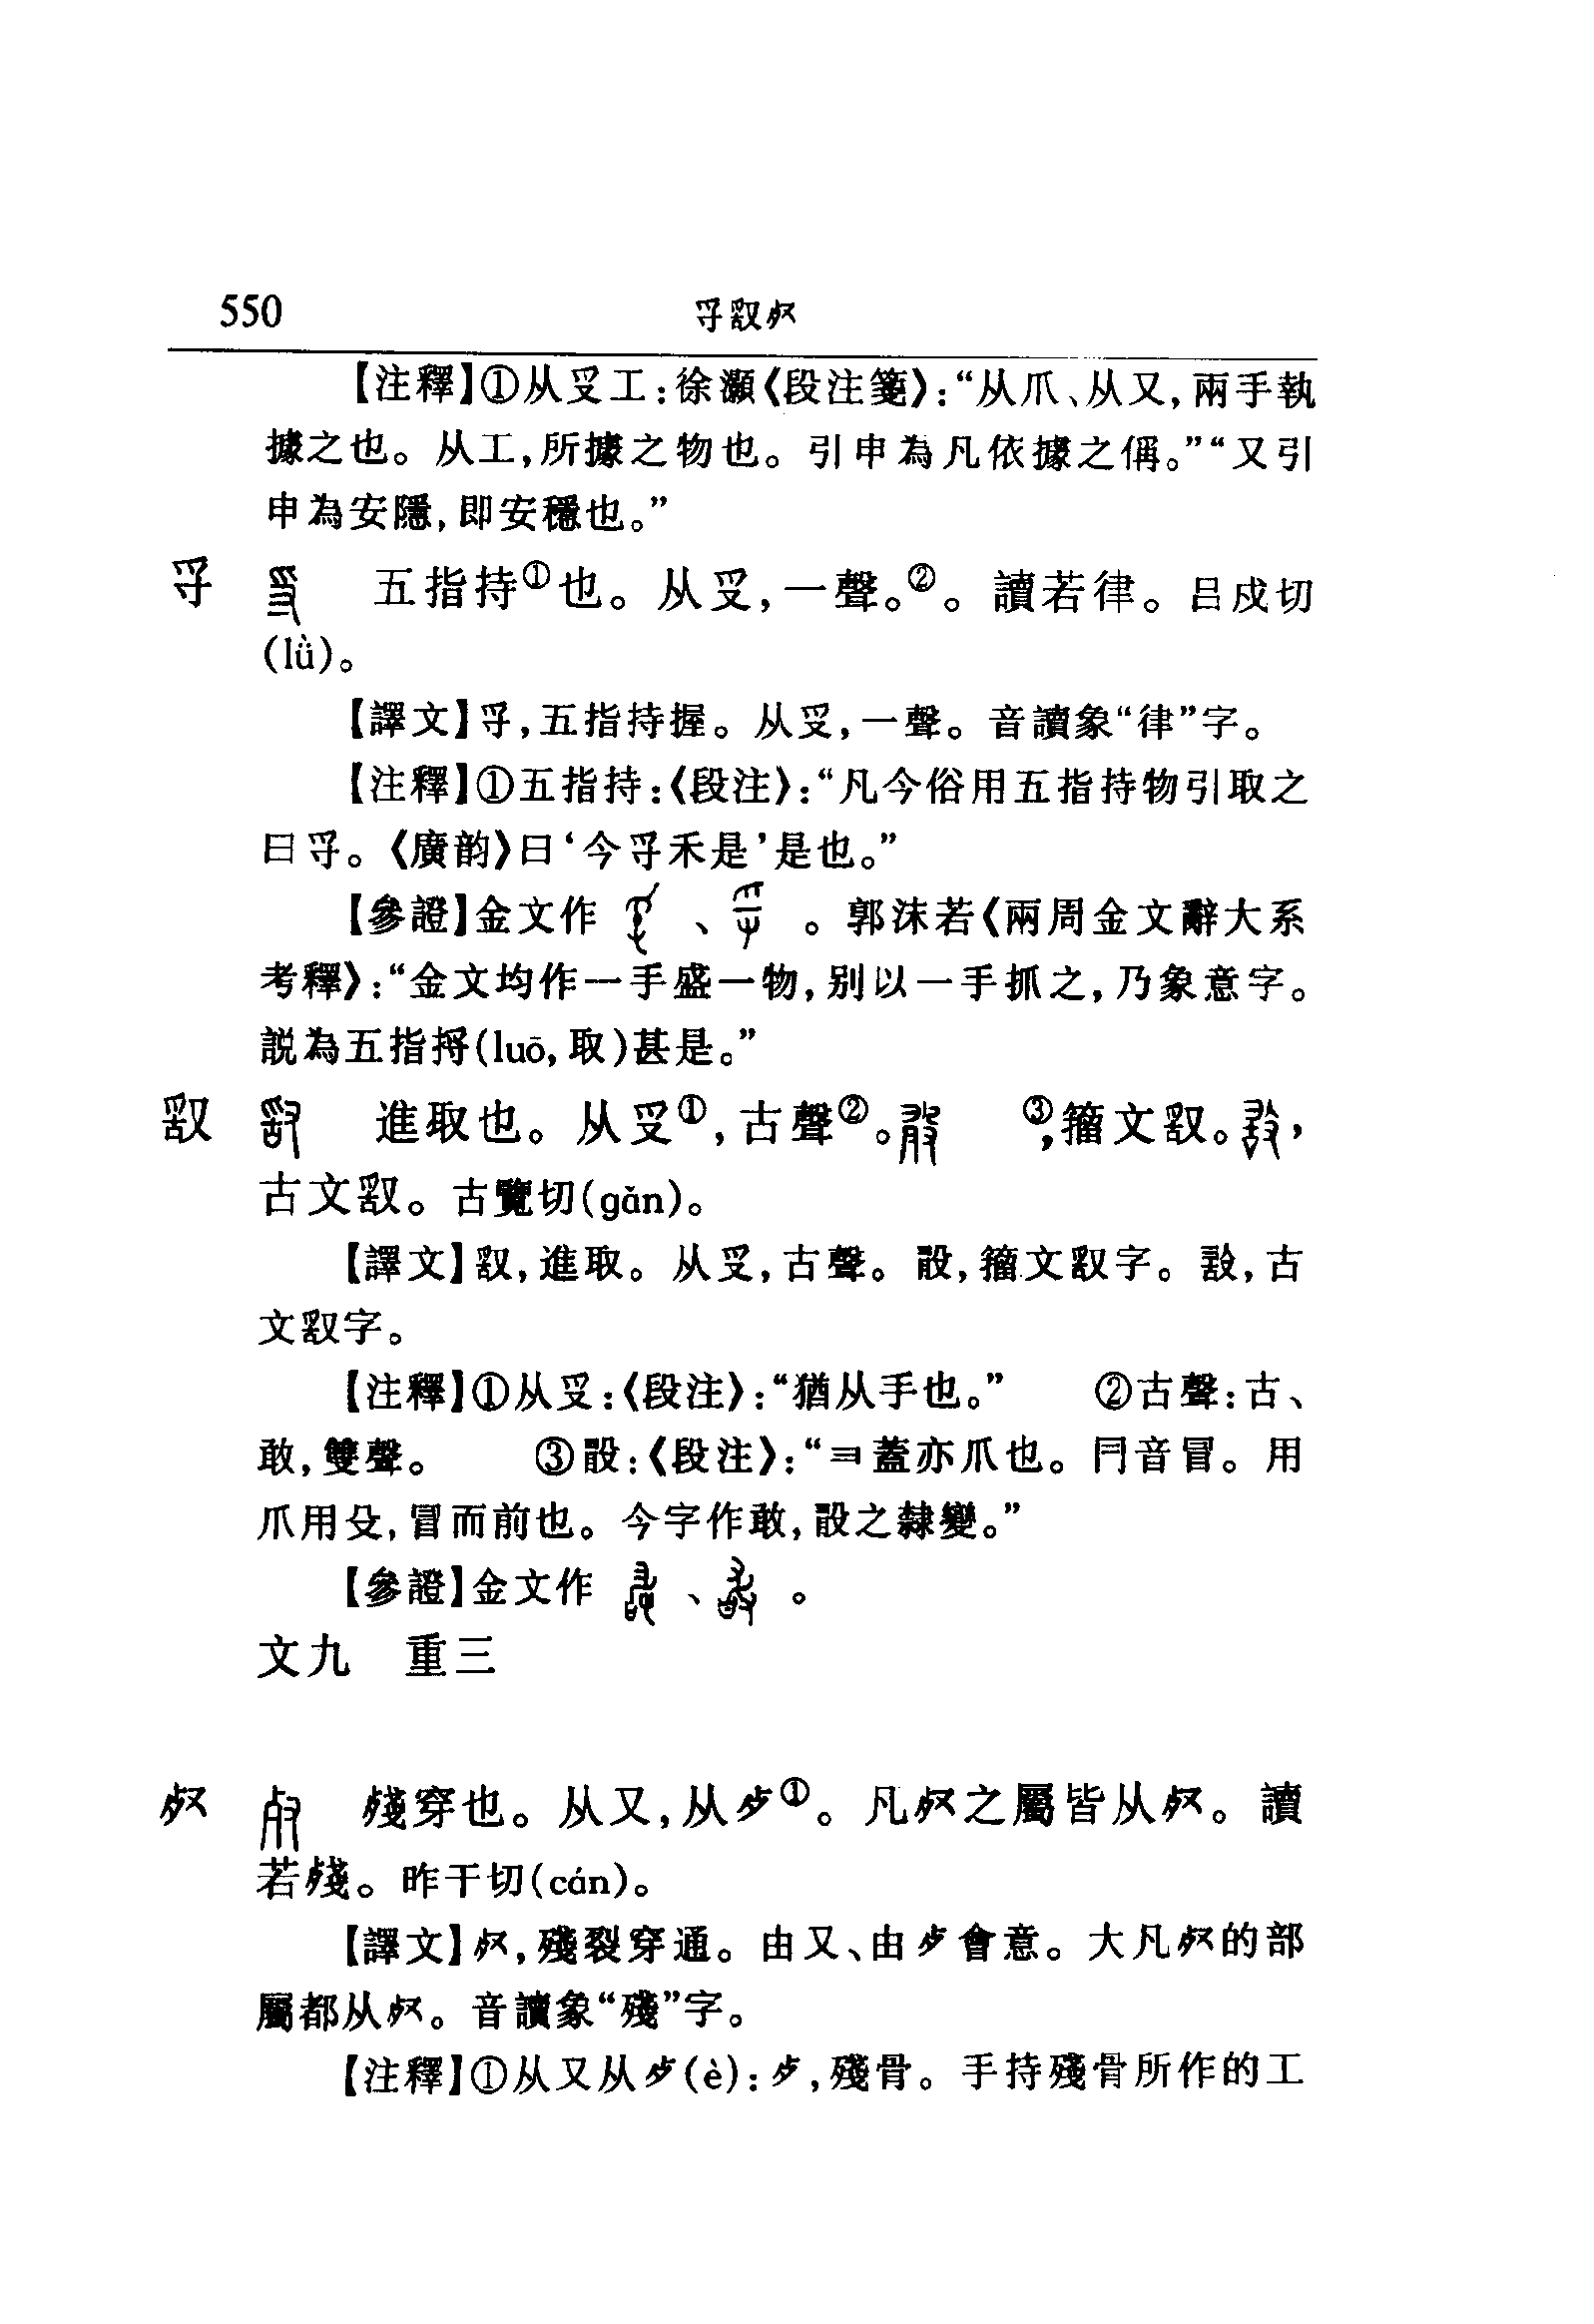 550 寽𠭖𣦼
【注釋】①从𠬪工:徐灝《段注箋》:“从爪、从又,兩手執
據之也。从工,所據之物也。引申為凡依據之偁。”“又引
申為安隱,即安穩也。”
寽 五指持①也。从𠬪,一聲。②。讀若律。呂戌切
(lǜ)。
【譯文】寽,五指持握。从𠬪,一聲。音讀象“律”字。
【注釋】①五指持:《段注》:“凡今俗用五指持物引取之
曰寽。《廣韵》曰‘今寽禾是’是也。”
【參證】金文作 、 。郭沫若《兩周金文辭大系
考釋》:“金文均作一手盛一物,别以一手抓之,乃象意字。
説為五指捋(luō,取)甚是。”
𠭖 進取也。从𠬪①,古聲②。 ③,籀文𠭖。 ,
古文𠭖。古覽切(gǎn)。
【譯文】𠭖,進取。从𠬪,古聲。 ,籀文𠭖字。 ,古
文𠭖字。
【注釋】①从𠬪:《段注》:“猶从手也。” ②古聲:古、
敢,雙聲。 ③ :《段注》:“ 蓋亦爪也。冃音冒。用
爪用殳,冒而前也。今字作敢, 之隸變。”
【參證】金文作 、 。
文九 重三
𣦼 殘穿也。从又,从歺①。凡𣦼之屬皆从𣦼。讀
若殘。昨干切(cán)。
【譯文】𣦼,殘裂穿通。由又、由歺會意。大凡𣦼的部
屬都从𣦼。音讀象“殘”字。
【注釋】①从又从歺(è):歺,殘骨。手持殘骨所作的工